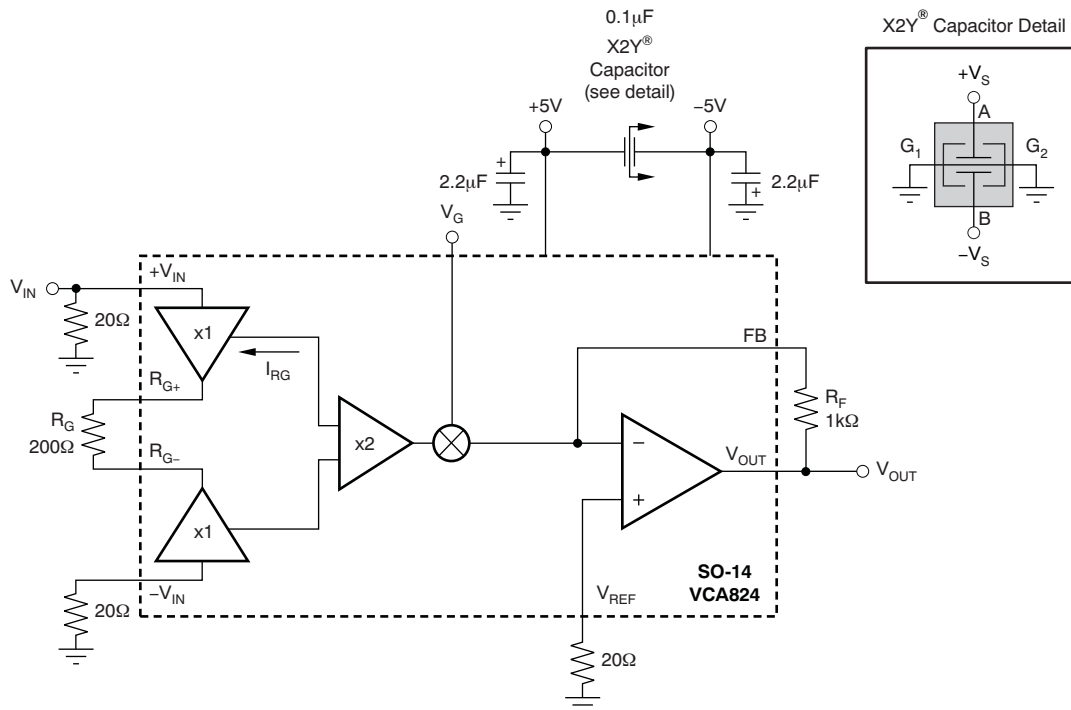 0.1μF
X2Y®
Capacitor
(see detail)
X2Y® Capacitor Detail
+VS
A
G1
G2
B
−VS
+5V
−5V
+
2.2μF
2.2μF
+
VG
VIN
+VIN
20Ω
x1
IRG
RG+
RG
200Ω
RG−
x1
x2
FB
RF
1kΩ
−
+
VOUT
VOUT
−VIN
20Ω
VREF
20Ω
SO-14
VCA824